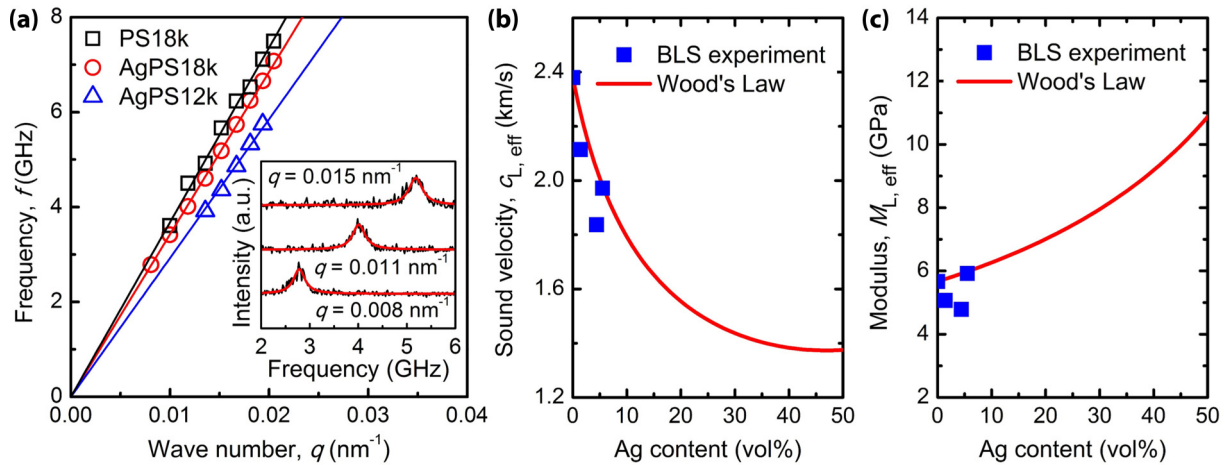 (a)
8
6
4
2
0
Frequency, f (GHz)
PS18k
AgPS18k
AgPS12k
0.00 0.01 0.02 0.03 0.04
Wave number, q (nm⁻¹)
Intensity (a.u.)
q = 0.015 nm⁻¹
q = 0.011 nm⁻¹
q = 0.008 nm⁻¹
2 3 4 5 6
Frequency (GHz)
(b)
2.4
2.0
1.6
1.2
Sound velocity, c_L, eff (km/s)
BLS experiment
Wood's Law
0 10 20 30 40 50
Ag content (vol%)
(c)
14
12
10
8
6
4
2
Modulus, M_L, eff (GPa)
BLS experiment
Wood's Law
0 10 20 30 40 50
Ag content (vol%)